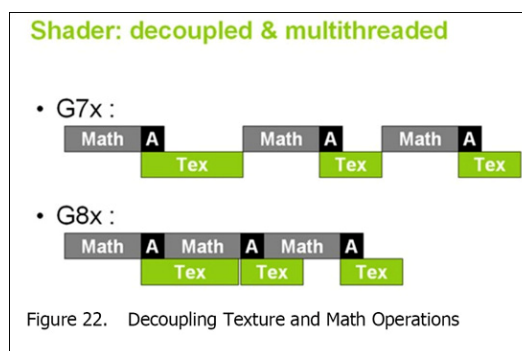 Shader: decoupled & multithreaded
• G7x :
Math A Math A Math A
Tex Tex Tex
• G8x :
Math A Math A Math A
Tex Tex Tex
Figure 22. Decoupling Texture and Math Operations